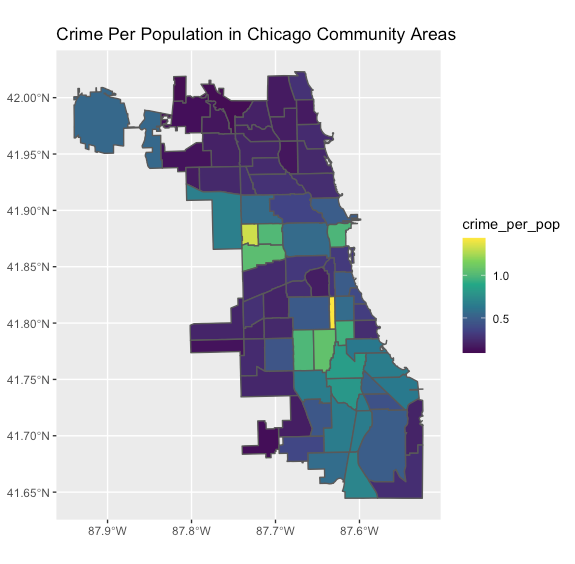 Crime Per Population in Chicago Community Areas
42.00°N
41.95°N
41.90°N
41.85°N
41.80°N
41.75°N
41.70°N
41.65°N
87.9°W
87.8°W
87.7°W
87.6°W
crime_per_pop
1.0
0.5